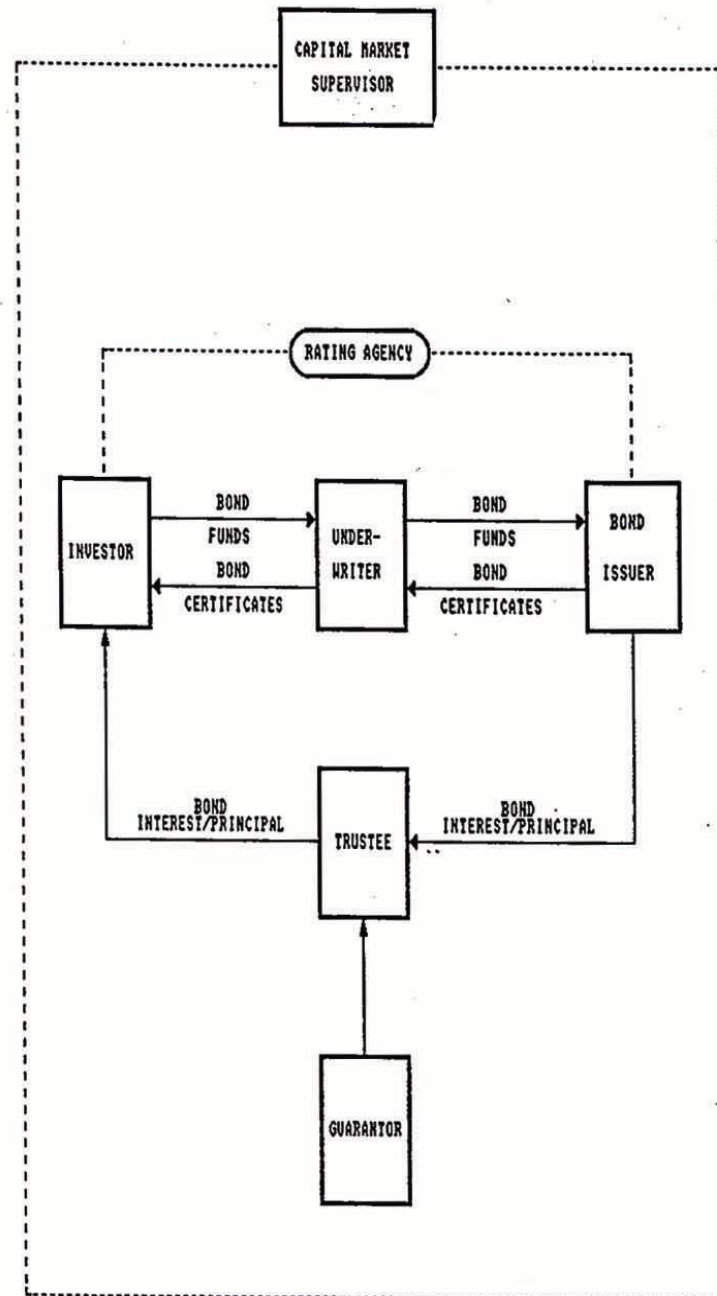 CAPITAL MARKET
SUPERVISOR
RATING AGENCY
INVESTOR
BOND
FUNDS
BOND
CERTIFICATES
UNDER-
WRITER
BOND
FUNDS
BOND
CERTIFICATES
BOND
ISSUER
BOND
INTEREST/PRINCIPAL
TRUSTEE
BOND
INTEREST/PRINCIPAL
GUARANTOR